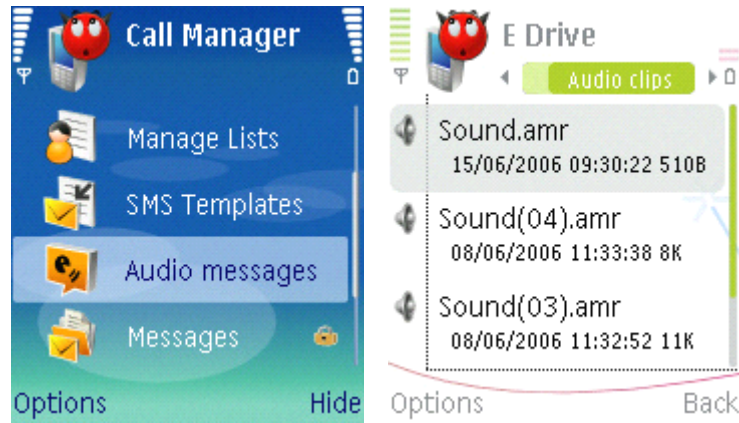 Call Manager
Manage Lists
SMS Templates
Audio messages
Messages
Options Hide
E Drive
Audio clips
Sound.amr
15/06/2006 09:30:22 510B
Sound(04).amr
08/06/2006 11:33:38 8K
Sound(03).amr
08/06/2006 11:32:52 11K
Options Back